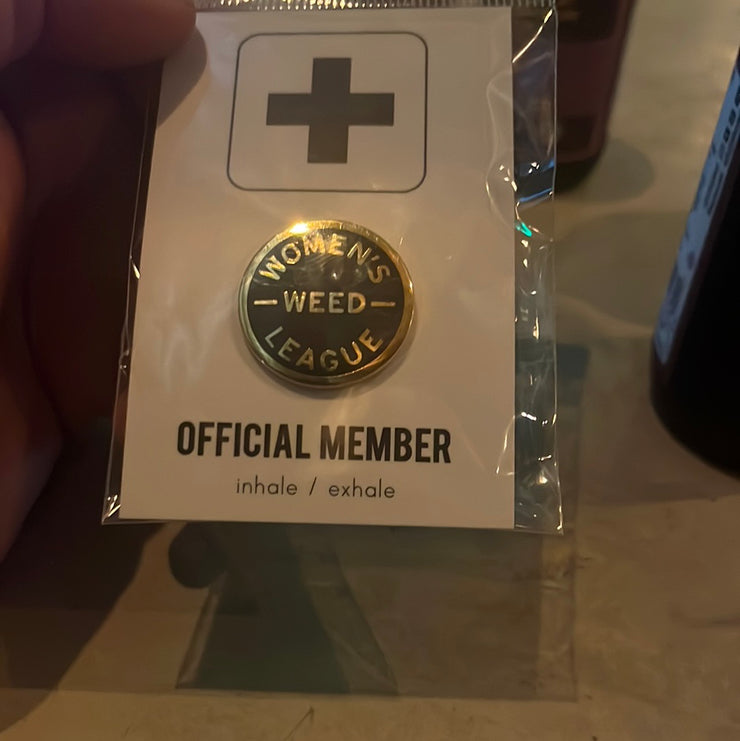 WOMEN'S
— WEED —
LEAGUE
OFFICIAL MEMBER
inhale / exhale